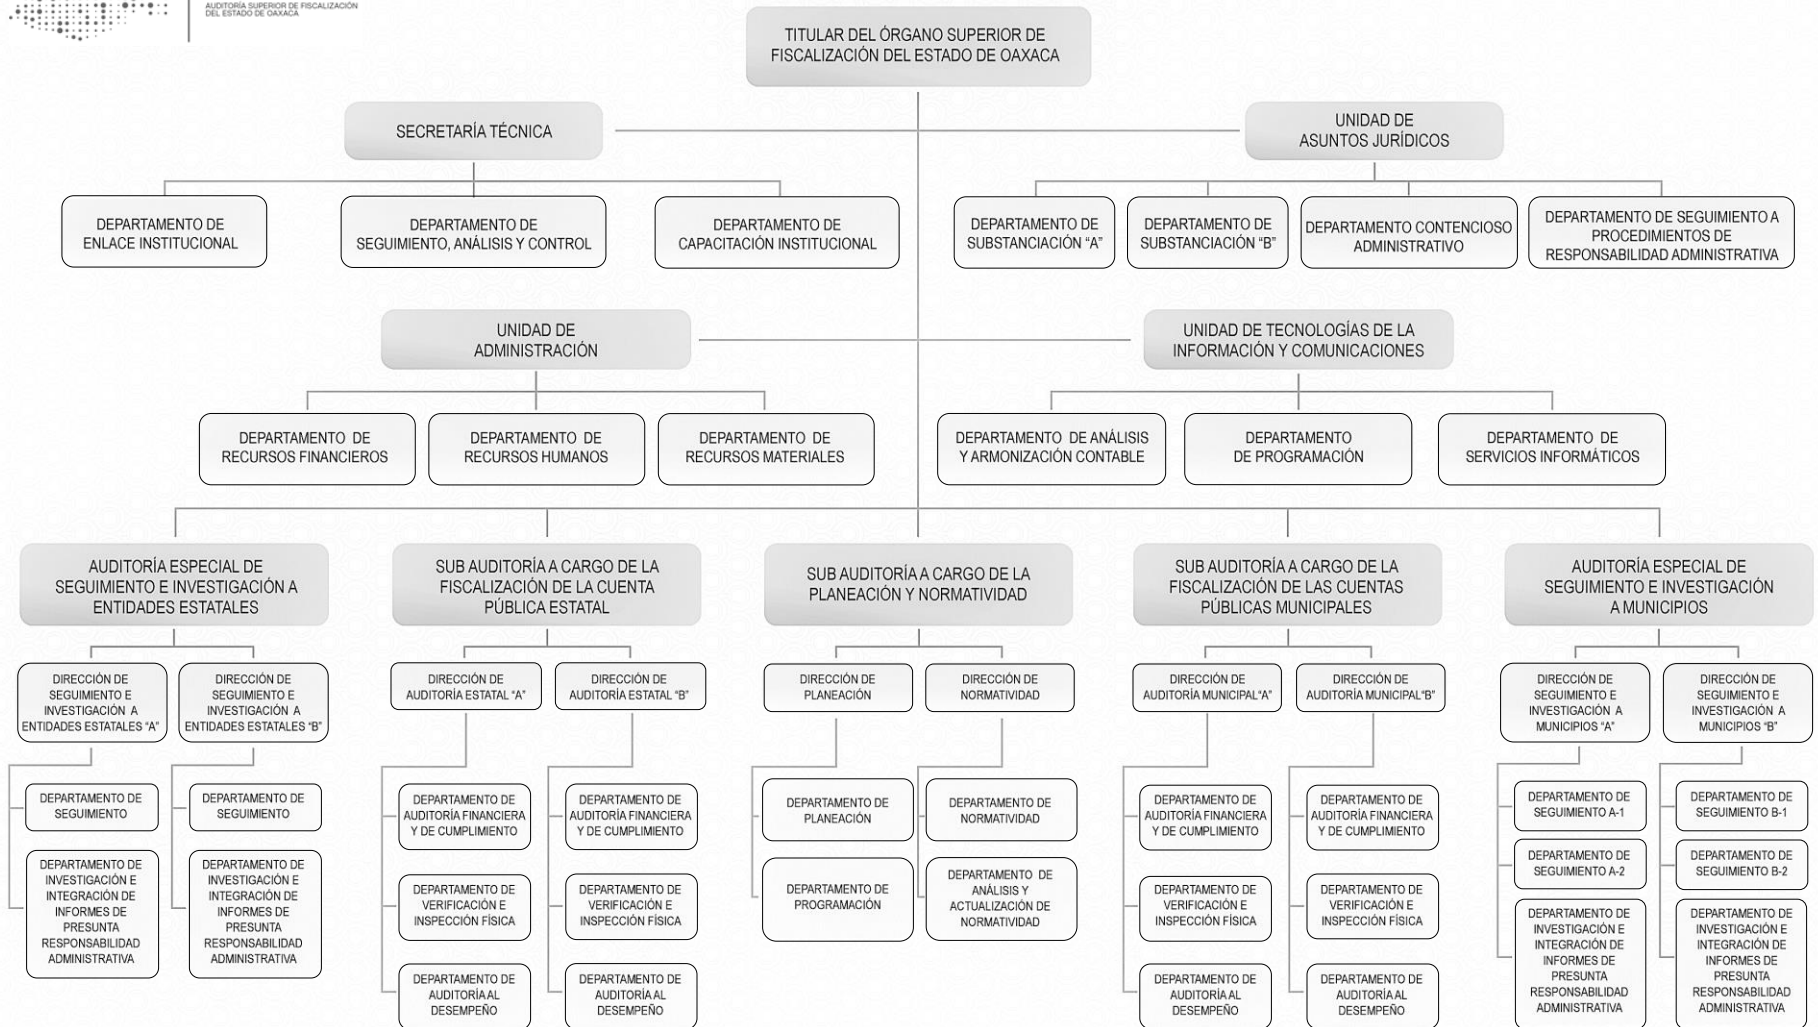 AUDITORÍA SUPERIOR DE FISCALIZACIÓN
DEL ESTADO DE OAXACA
TITULAR DEL ÓRGANO SUPERIOR DE
FISCALIZACIÓN DEL ESTADO DE OAXACA
SECRETARÍA TÉCNICA
UNIDAD DE
ASUNTOS JURÍDICOS
DEPARTAMENTO DE
ENLACE INSTITUCIONAL
DEPARTAMENTO DE
SEGUIMIENTO, ANÁLISIS Y CONTROL
DEPARTAMENTO DE
CAPACITACIÓN INSTITUCIONAL
DEPARTAMENTO DE
SUBSTANCIACIÓN “A”
DEPARTAMENTO DE
SUBSTANCIACIÓN “B”
DEPARTAMENTO CONTENCIOSO
ADMINISTRATIVO
DEPARTAMENTO DE SEGUIMIENTO A
PROCEDIMIENTOS DE
RESPONSABILIDAD ADMINISTRATIVA
UNIDAD DE
ADMINISTRACIÓN
UNIDAD DE TECNOLOGÍAS DE LA
INFORMACIÓN Y COMUNICACIONES
DEPARTAMENTO DE
RECURSOS FINANCIEROS
DEPARTAMENTO DE
RECURSOS HUMANOS
DEPARTAMENTO DE
RECURSOS MATERIALES
DEPARTAMENTO DE ANÁLISIS
Y ARMONIZACIÓN CONTABLE
DEPARTAMENTO
DE PROGRAMACIÓN
DEPARTAMENTO DE
SERVICIOS INFORMÁTICOS
AUDITORÍA ESPECIAL DE
SEGUIMIENTO E INVESTIGACIÓN A
ENTIDADES ESTATALES
SUB AUDITORÍA A CARGO DE LA
FISCALIZACIÓN DE LA CUENTA
PÚBLICA ESTATAL
SUB AUDITORÍA A CARGO DE LA
PLANEACIÓN Y NORMATIVIDAD
SUB AUDITORÍA A CARGO DE LA
FISCALIZACIÓN DE LAS CUENTAS
PÚBLICAS MUNICIPALES
AUDITORÍA ESPECIAL DE
SEGUIMIENTO E INVESTIGACIÓN
A MUNICIPIOS
DIRECCIÓN DE
SEGUIMIENTO E
INVESTIGACIÓN A
ENTIDADES ESTATALES “A”
DIRECCIÓN DE
SEGUIMIENTO E
INVESTIGACIÓN A
ENTIDADES ESTATALES “B”
DIRECCIÓN DE
AUDITORÍA ESTATAL “A”
DIRECCIÓN DE
AUDITORÍA ESTATAL “B”
DIRECCIÓN DE
PLANEACIÓN
DIRECCIÓN DE
NORMATIVIDAD
DIRECCIÓN DE
AUDITORÍA MUNICIPAL“A”
DIRECCIÓN DE
AUDITORÍA MUNICIPAL“B”
DIRECCIÓN DE
SEGUIMIENTO E
INVESTIGACIÓN A
MUNICIPIOS “A”
DIRECCIÓN DE
SEGUIMIENTO E
INVESTIGACIÓN A
MUNICIPIOS “B”
DEPARTAMENTO DE
SEGUIMIENTO
DEPARTAMENTO DE
INVESTIGACIÓN E
INTEGRACIÓN DE
INFORMES DE
PRESUNTA
RESPONSABILIDAD
ADMINISTRATIVA
DEPARTAMENTO DE
SEGUIMIENTO
DEPARTAMENTO DE
INVESTIGACIÓN E
INTEGRACIÓN DE
INFORMES DE
PRESUNTA
RESPONSABILIDAD
ADMINISTRATIVA
DEPARTAMENTO DE
AUDITORÍA FINANCIERA
Y DE CUMPLIMIENTO
DEPARTAMENTO DE
VERIFICACIÓN E
INSPECCIÓN FÍSICA
DEPARTAMENTO DE
AUDITORÍA AL
DESEMPEÑO
DEPARTAMENTO DE
AUDITORÍA FINANCIERA
Y DE CUMPLIMIENTO
DEPARTAMENTO DE
VERIFICACIÓN E
INSPECCIÓN FÍSICA
DEPARTAMENTO DE
AUDITORÍA AL
DESEMPEÑO
DEPARTAMENTO DE
PLANEACIÓN
DEPARTAMENTO DE
PROGRAMACIÓN
DEPARTAMENTO DE
NORMATIVIDAD
DEPARTAMENTO DE
ANÁLISIS Y
ACTUALIZACIÓN DE
NORMATIVIDAD
DEPARTAMENTO DE
AUDITORÍA FINANCIERA
Y DE CUMPLIMIENTO
DEPARTAMENTO DE
VERIFICACIÓN E
INSPECCIÓN FÍSICA
DEPARTAMENTO DE
AUDITORÍA AL
DESEMPEÑO
DEPARTAMENTO DE
AUDITORÍA FINANCIERA
Y DE CUMPLIMIENTO
DEPARTAMENTO DE
VERIFICACIÓN E
INSPECCIÓN FÍSICA
DEPARTAMENTO DE
AUDITORÍA AL
DESEMPEÑO
DEPARTAMENTO DE
SEGUIMIENTO A-1
DEPARTAMENTO DE
SEGUIMIENTO A-2
DEPARTAMENTO DE
INVESTIGACIÓN E
INTEGRACIÓN DE
INFORMES DE
PRESUNTA
RESPONSABILIDAD
ADMINISTRATIVA
DEPARTAMENTO DE
SEGUIMIENTO B-1
DEPARTAMENTO DE
SEGUIMIENTO B-2
DEPARTAMENTO DE
INVESTIGACIÓN E
INTEGRACIÓN DE
INFORMES DE
PRESUNTA
RESPONSABILIDAD
ADMINISTRATIVA